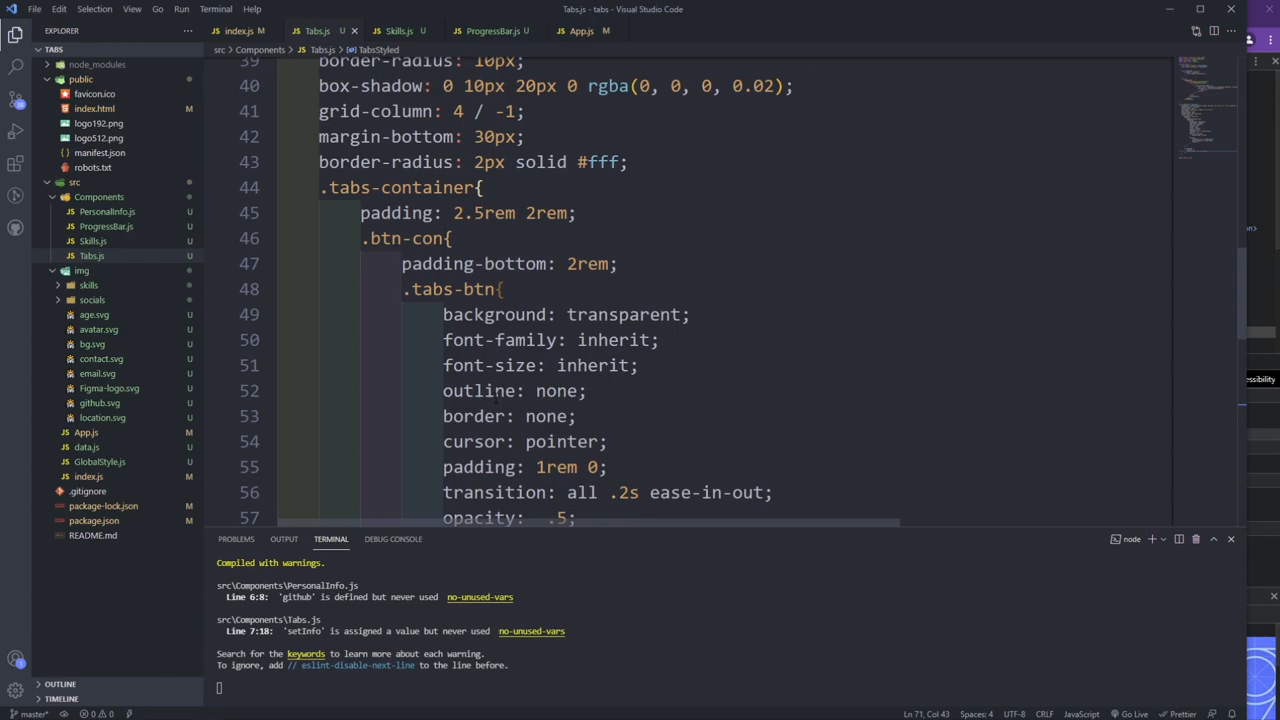 File Edit Selection View Go Run Terminal Help
Tabs.js - tabs - Visual Studio Code
EXPLORER ···
index.js M
Tabs.js U
Skills.js U
ProgressBar.js U
App.js M
src > Components > Tabs.js > TabsStyled
TABS
node_modules
public
favicon.ico U
index.html M
logo192.png
logo512.png
manifest.json
robots.txt
src
Components
PersonalInfo.js U
ProgressBar.js U
Skills.js U
Tabs.js U
img
skills
socials
age.svg U
avatar.svg U
bg.svg U
contact.svg U
email.svg U
Figma-logo.svg U
github.svg U
location.svg U
App.js M
data.js U
GlobalStyle.js U
index.js M
.gitignore
package-lock.json M
package.json M
README.md
OUTLINE
TIMELINE
39 border-radius: 10px;
40 box-shadow: 0 10px 20px 0 rgba(0, 0, 0, 0.02);
41 grid-column: 4 / -1;
42 margin-bottom: 30px;
43 border-radius: 2px solid #fff;
44 .tabs-container{
45 padding: 2.5rem 2rem;
46 .btn-con{
47 padding-bottom: 2rem;
48 .tabs-btn{
49 background: transparent;
50 font-family: inherit;
51 font-size: inherit;
52 outline: none;
53 border: none;
54 cursor: pointer;
55 padding: 1rem 0;
56 transition: all .2s ease-in-out;
57 opacity: .5;
PROBLEMS OUTPUT TERMINAL DEBUG CONSOLE
node
Compiled with warnings.
src\Components\PersonalInfo.js
Line 6:8: 'github' is defined but never used no-unused-vars
src\Components\Tabs.js
Line 7:18: 'setInfo' is assigned a value but never used no-unused-vars
Search for the keywords to learn more about each warning.
To ignore, add // eslint-disable-next-line to the line before.
master* 0 0
Ln 71, Col 43 Spaces: 4 UTF-8 CRLF JavaScript Go Live Prettier